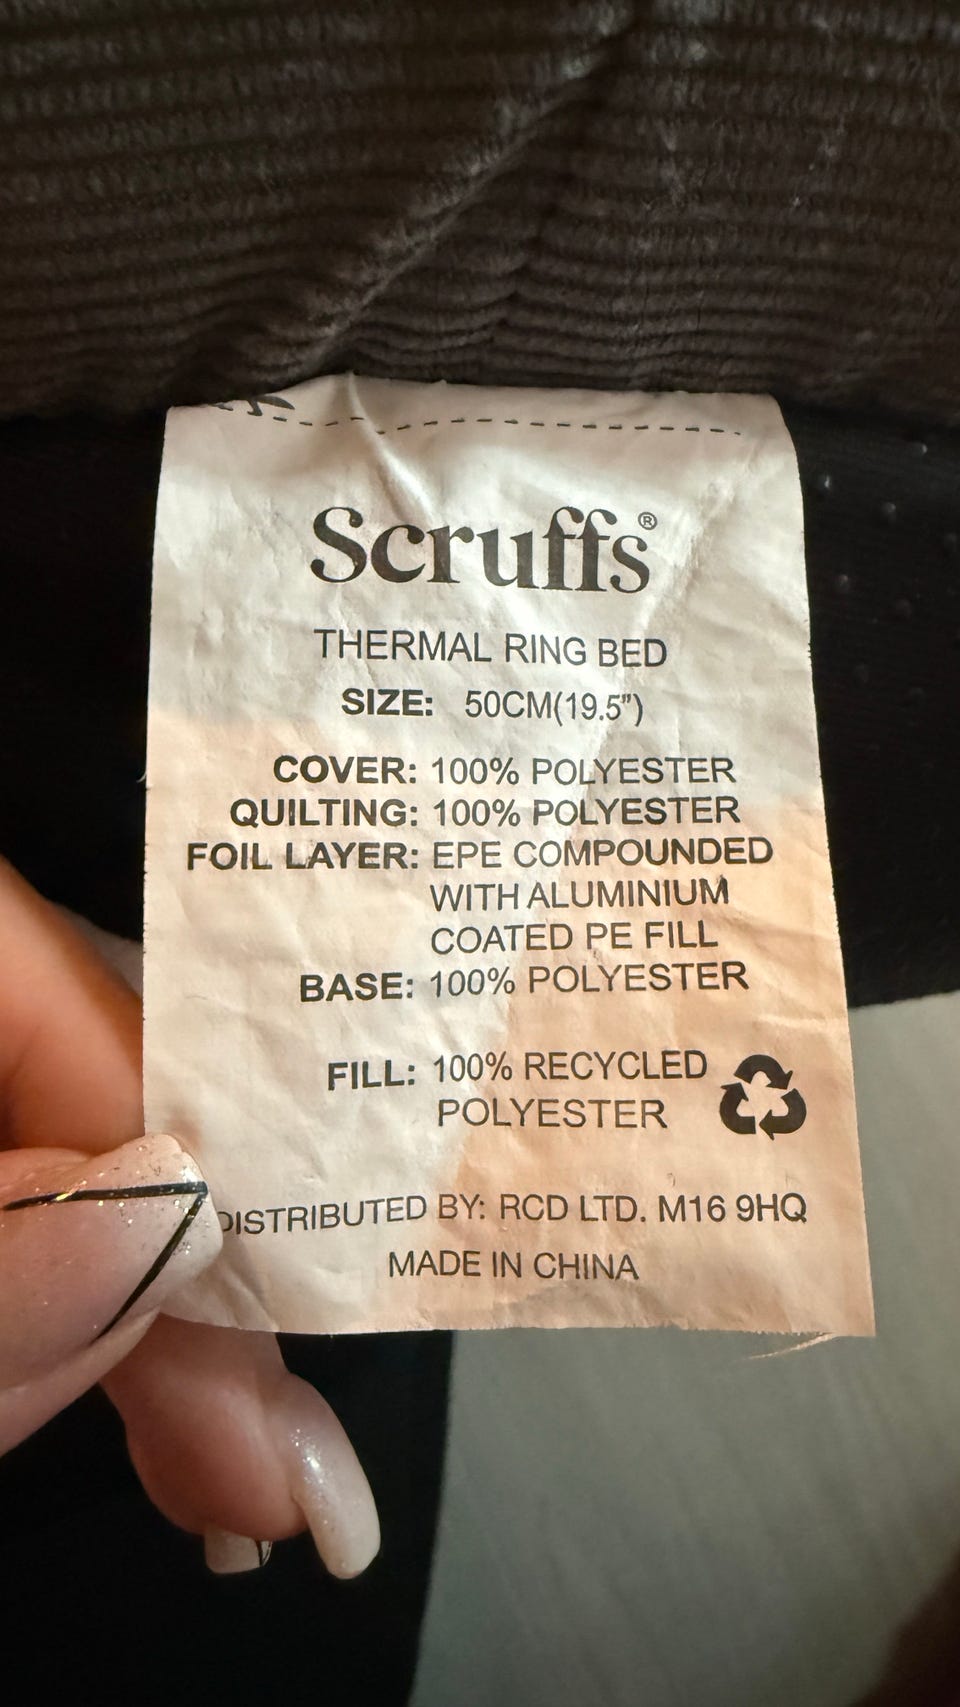 Scruffs®
THERMAL RING BED
SIZE: 50CM(19.5")
COVER: 100% POLYESTER
QUILTING: 100% POLYESTER
FOIL LAYER: EPE COMPOUNDED
WITH ALUMINIUM
COATED PE FILL
BASE: 100% POLYESTER
FILL: 100% RECYCLED
POLYESTER
DISTRIBUTED BY: RCD LTD. M16 9HQ
MADE IN CHINA